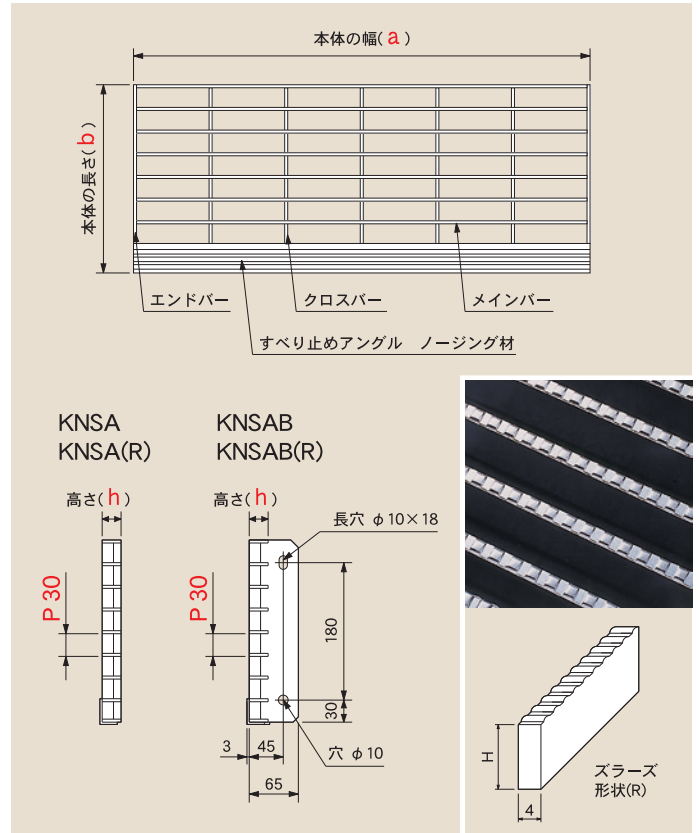 本体の幅(a)
本体の長さ(b)
エンドバー
クロスバー
メインバー
すべり止めアングル ノージング材
KNSA
KNSA(R)
高さ(h)
P 30
KNSAB
KNSAB(R)
高さ(h)
長穴 φ10×18
P 30
180
30
3
45
穴 φ10
65
H
4
ズラーズ
形状(R)